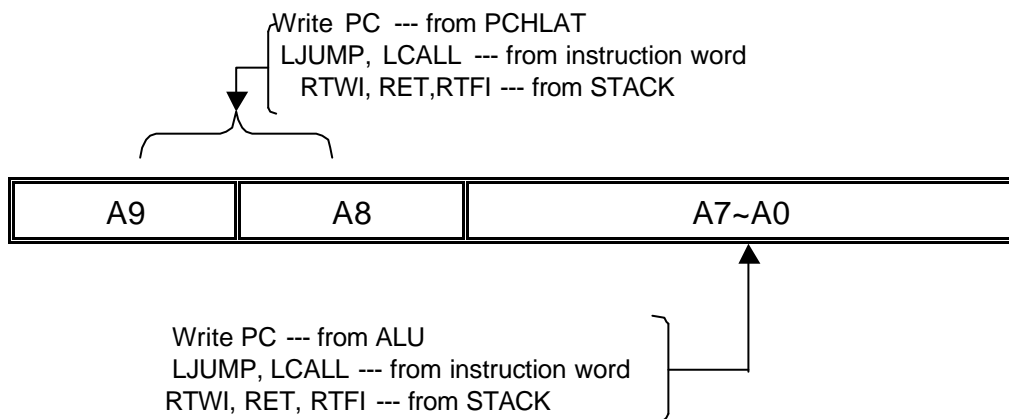 Write PC --- from PCHLAT
LJUMP, LCALL --- from instruction word
RTWI, RET,RTFI --- from STACK
A9 A8 A7~A0
Write PC --- from ALU
LJUMP, LCALL --- from instruction word
RTWI, RET, RTFI --- from STACK